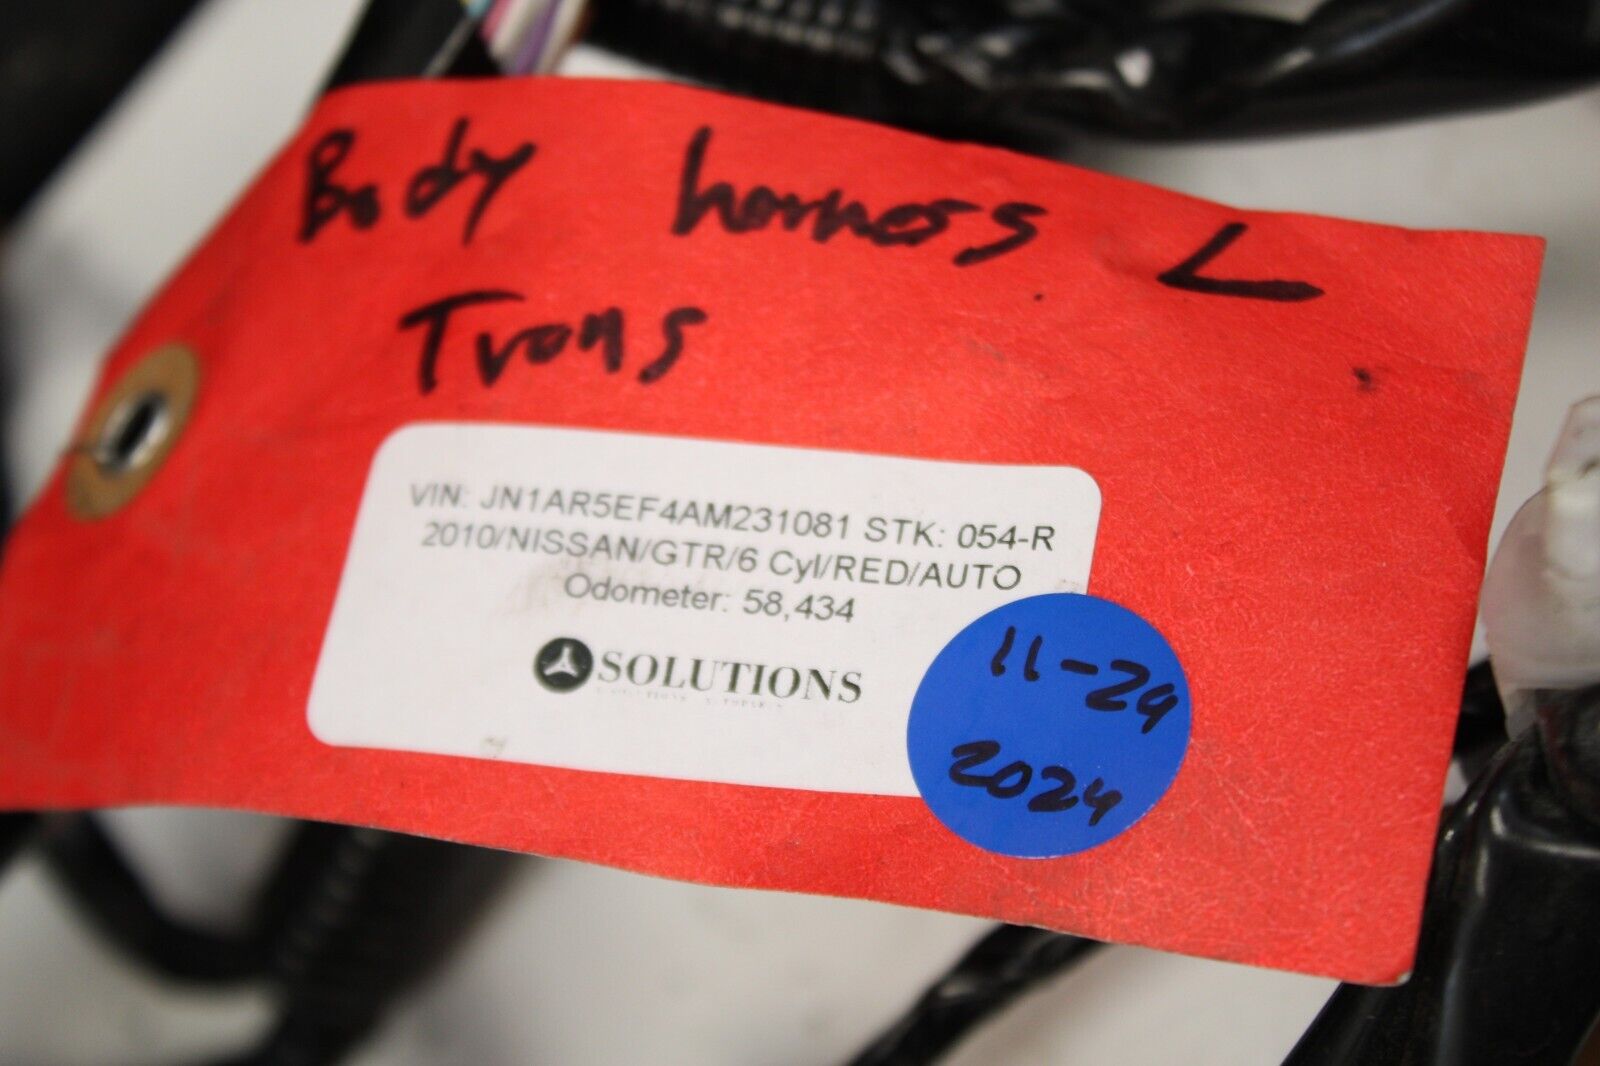 Body harness L
Trans
VIN: JN1AR5EF4AM231081 STK: 054-R
2010/NISSAN/GTR/6 Cyl/RED/AUTO
Odometer: 58,434
SOLUTIONS
11-24
2024